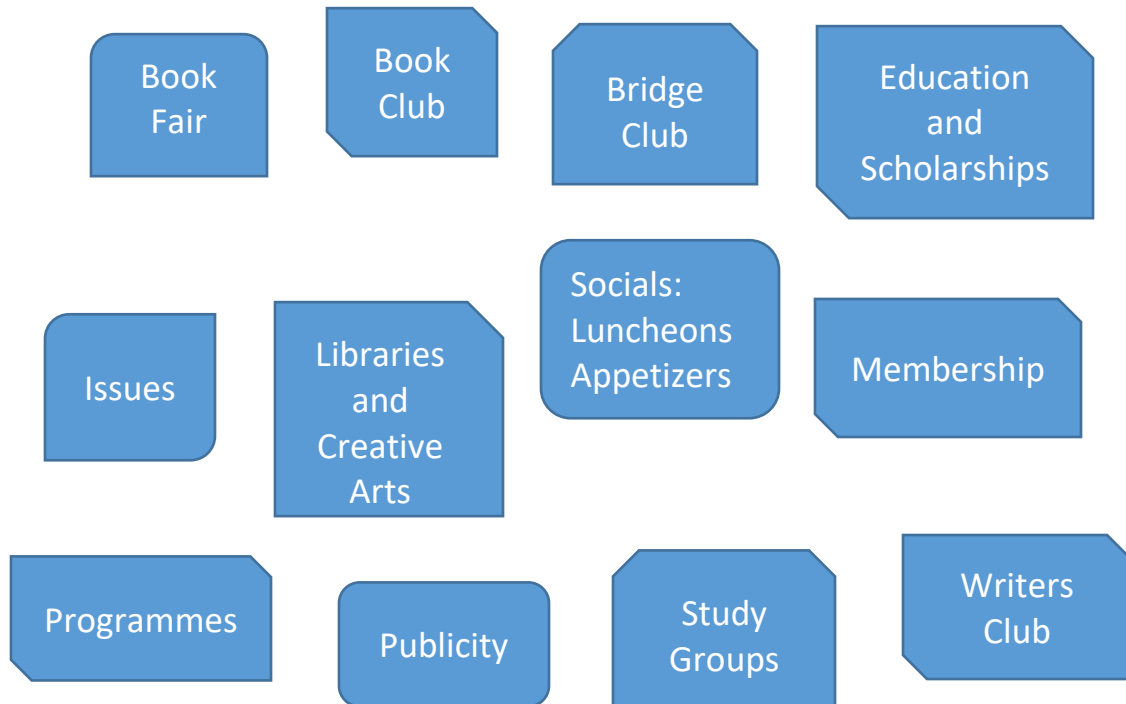 Book
Fair
Book
Club
Bridge
Club
Education
and
Scholarships
Issues
Libraries
and
Creative
Arts
Socials:
Luncheons
Appetizers
Membership
Programmes
Publicity
Study
Groups
Writers
Club